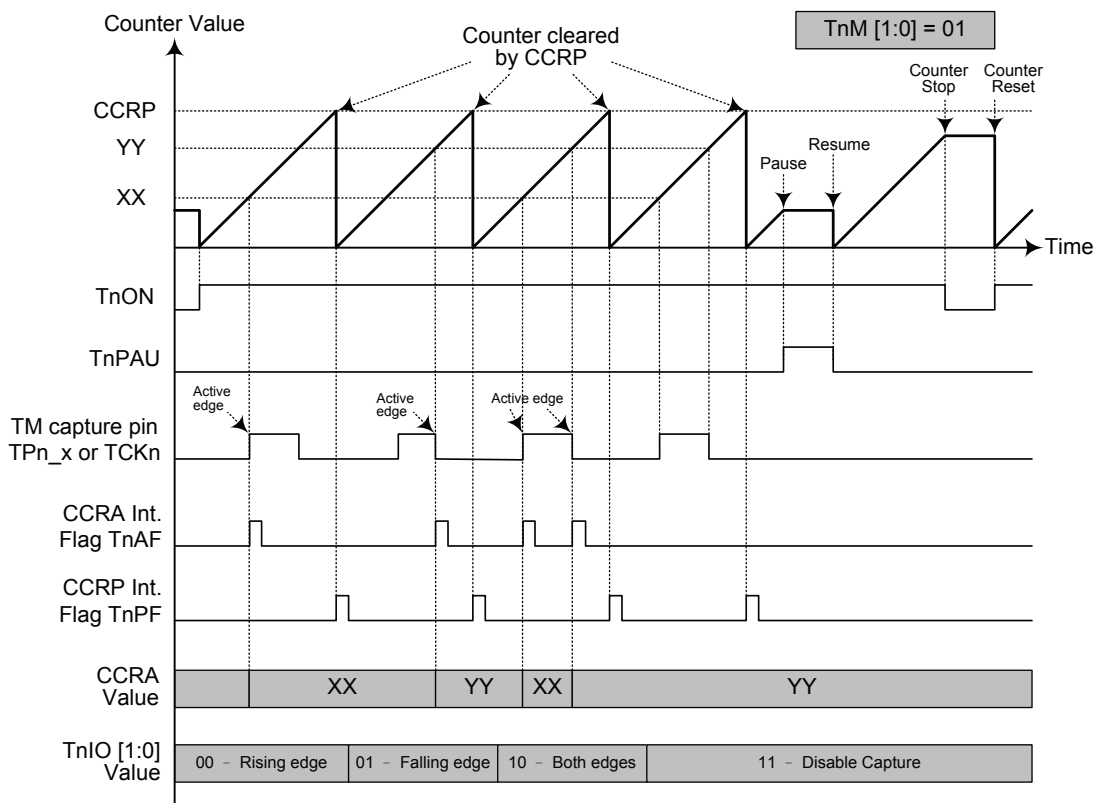 Counter Value
TnM [1:0] = 01
Counter cleared
by CCRP
Counter
Stop
Counter
Reset
CCRP
YY
XX
Pause
Resume
Time
TnON
TnPAU
Active
edge
Active
edge
Active edge
TM capture pin
TPn_x or TCKn
CCRA Int.
Flag TnAF
CCRP Int.
Flag TnPF
CCRA
Value
XX
YY
XX
YY
TnIO [1:0]
Value
00 – Rising edge
01 – Falling edge
10 – Both edges
11 – Disable Capture